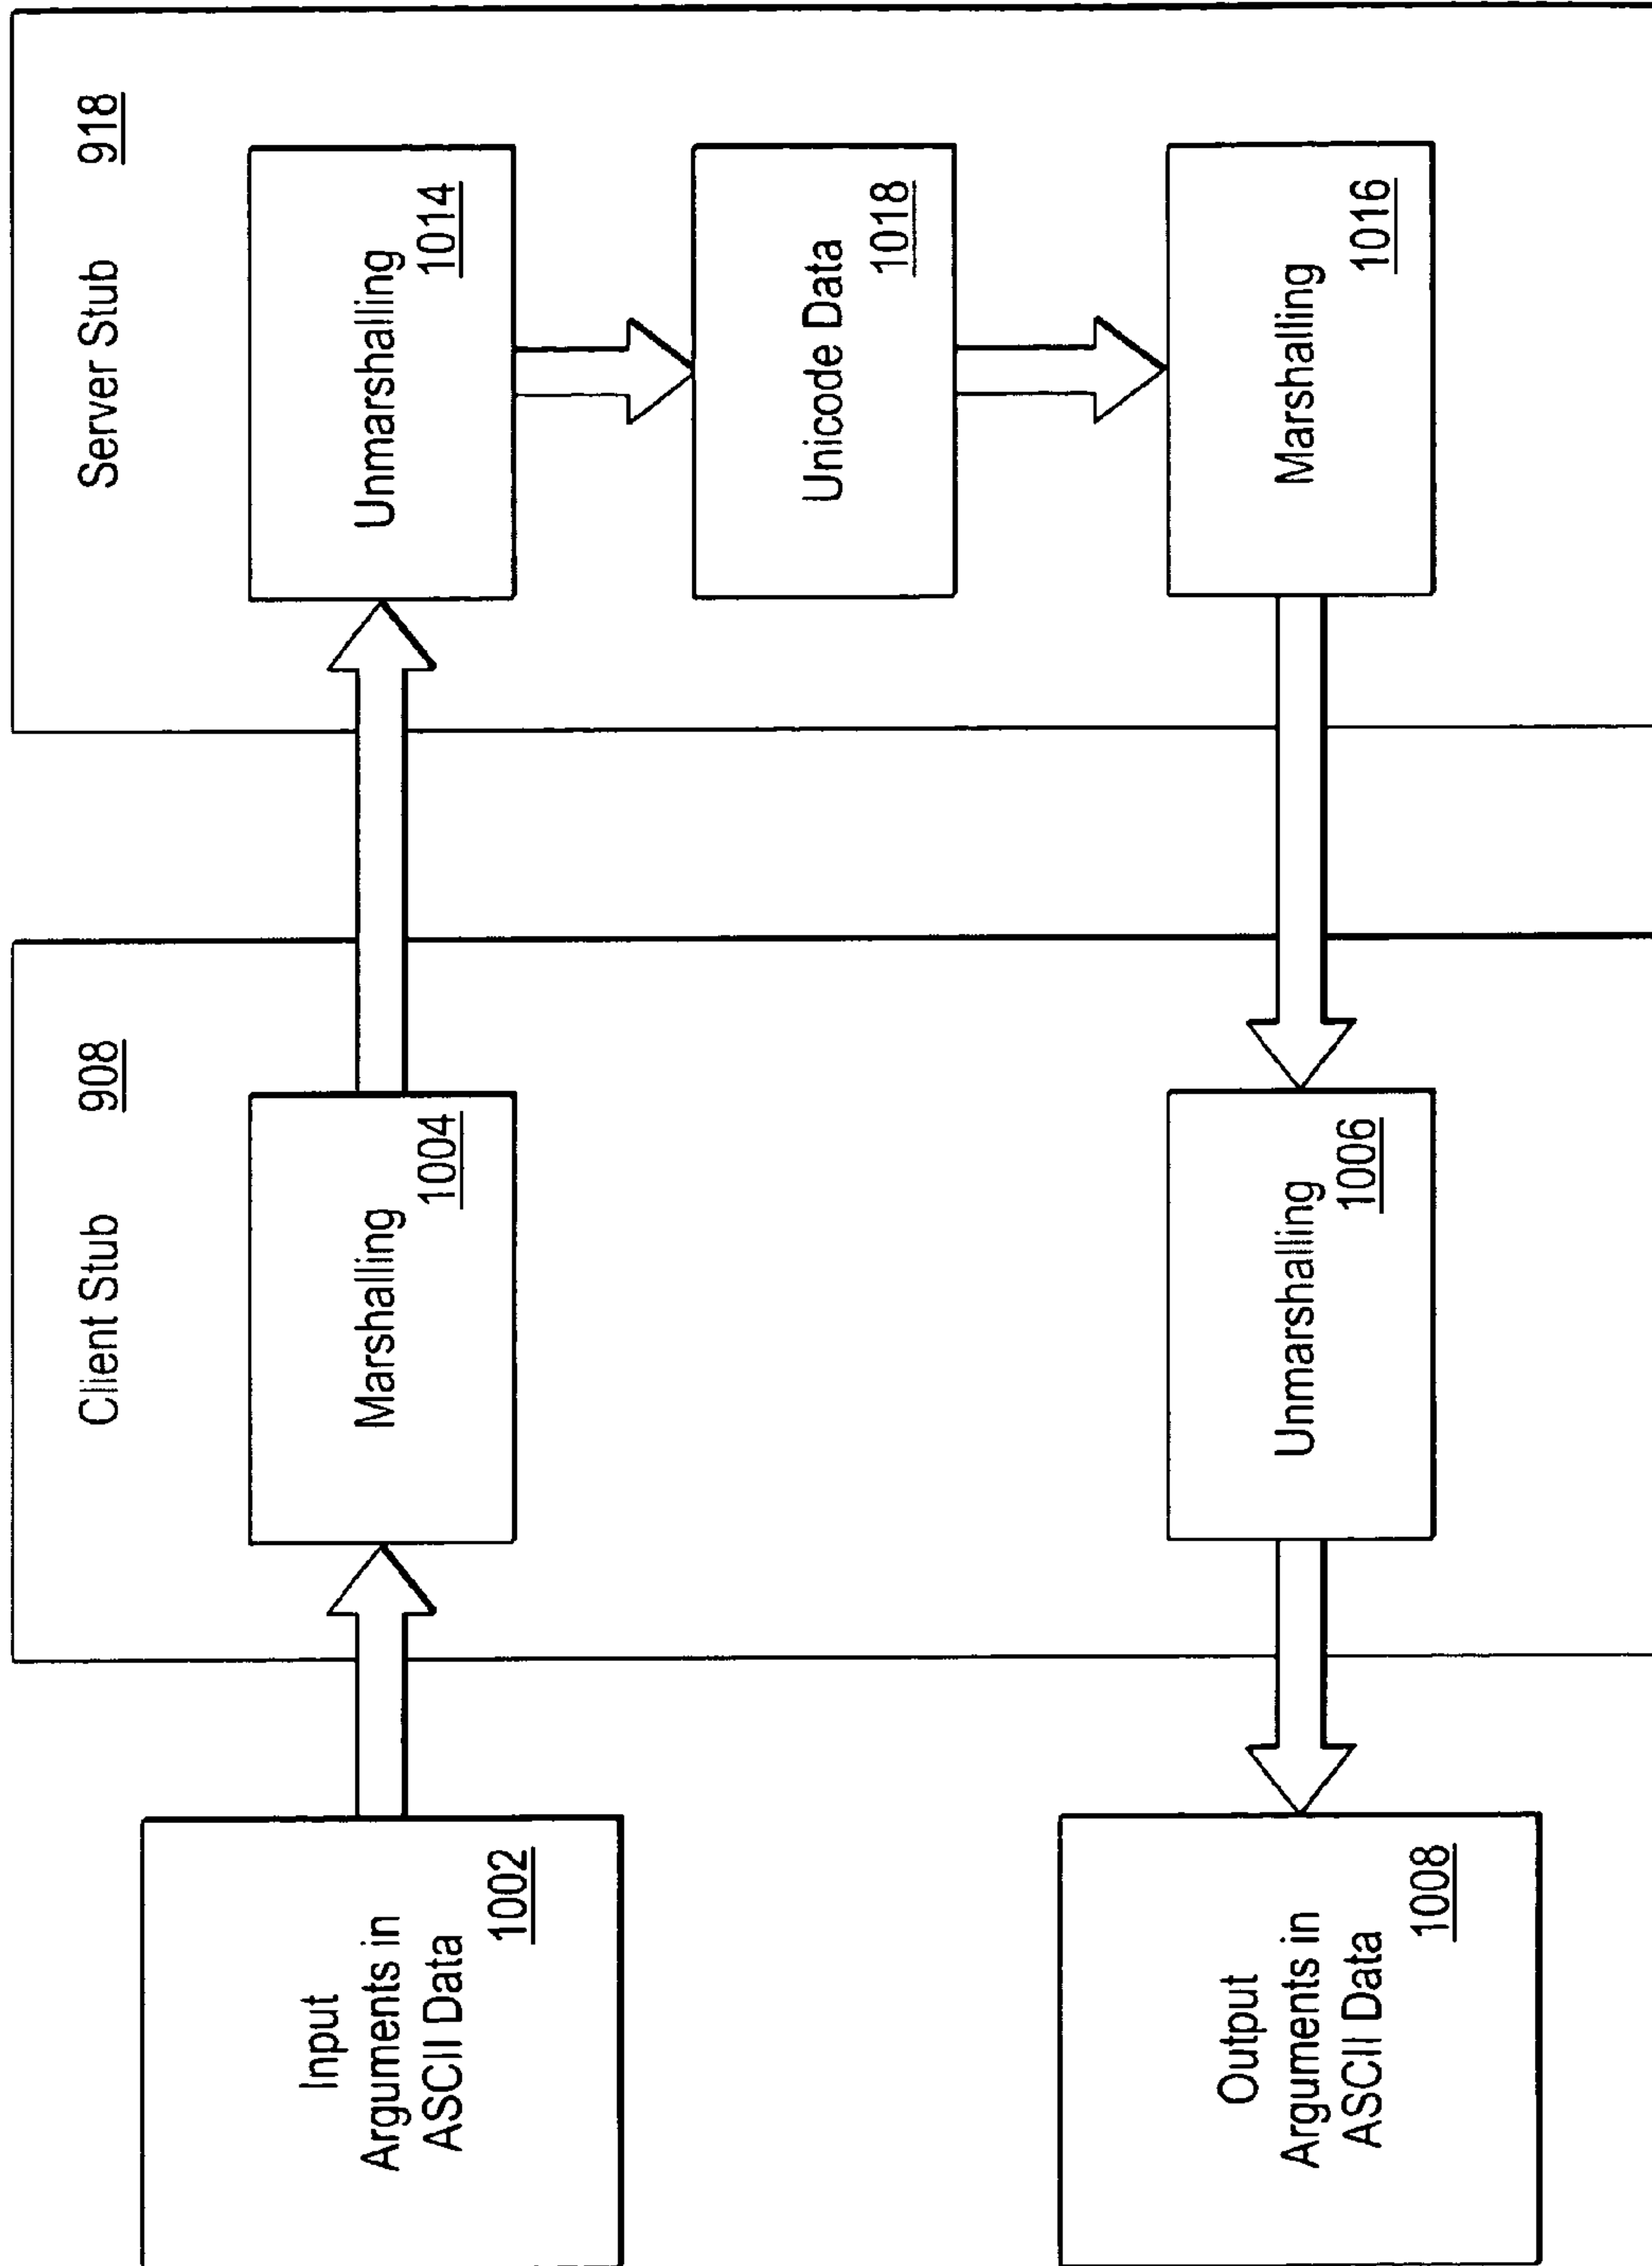 Input
Arguments in
ASCII Data
1002
Client Stub 908
Marshalling
1004
Server Stub 918
Unmarshalling
1014
Unicode Data
1018
Marshalling
1016
Unmarshalling
1006
Output
Arguments in
ASCII Data
1008